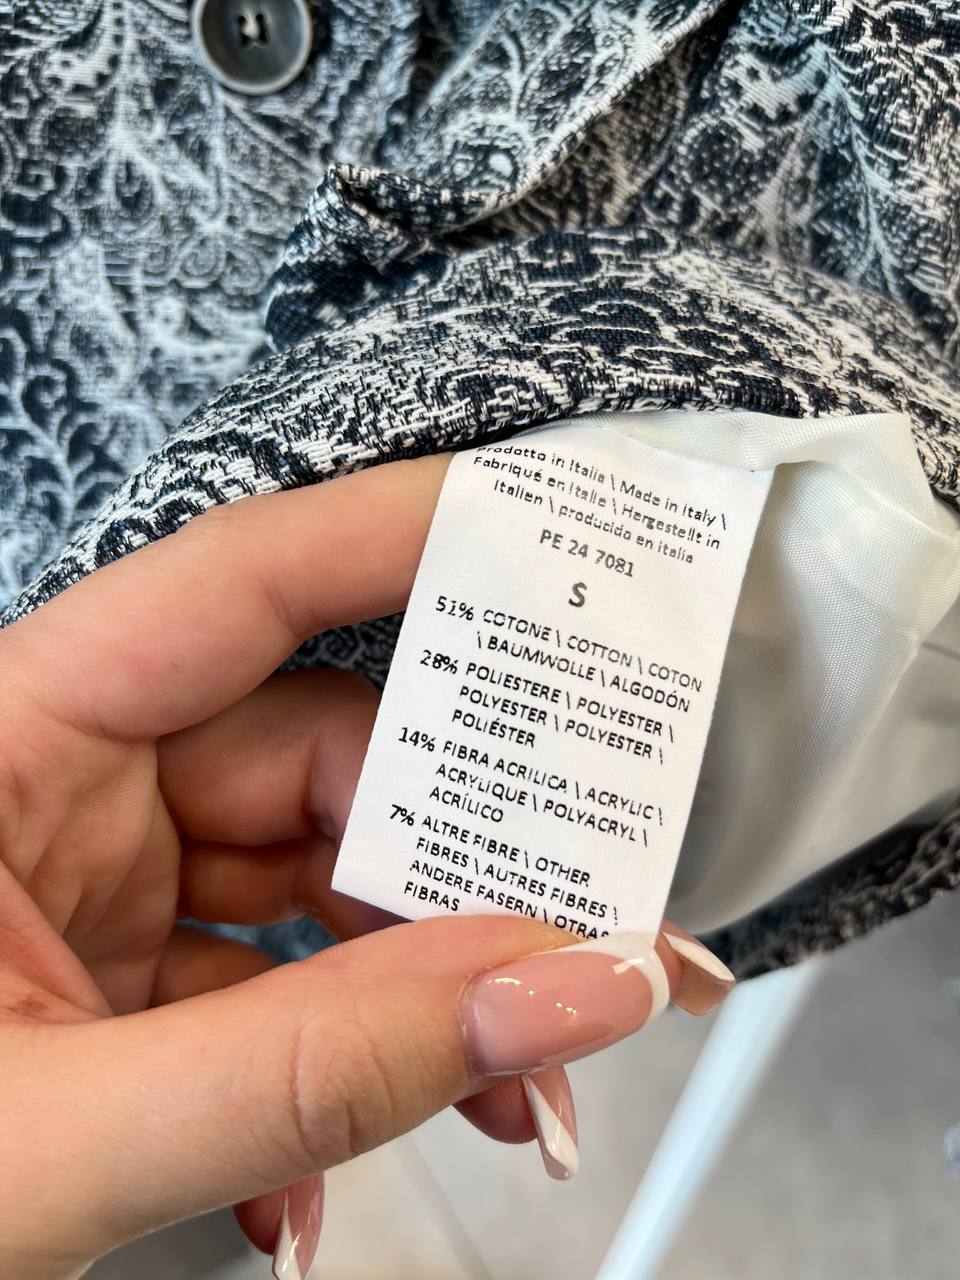 Prodotto in Italia \ Made in Italy \
Fabriqué en Italie \ Hergestellt in
Italien \ producido en italia
PE 24 7081
S
51% COTONE \ COTTON \ COTON
\ BAUMWOLLE \ ALGODÓN
28% POLIESTERE \ POLYESTER \
POLYESTER \ POLYESTER \
POLIÉSTER
14% FIBRA ACRILICA \ ACRYLIC \
ACRYLIQUE \ POLYACRYL \
ACRÍLICO
7% ALTRE FIBRE \ OTHER
FIBRES \ AUTRES FIBRES \
ANDERE FASERN \ OTRAS
FIBRAS